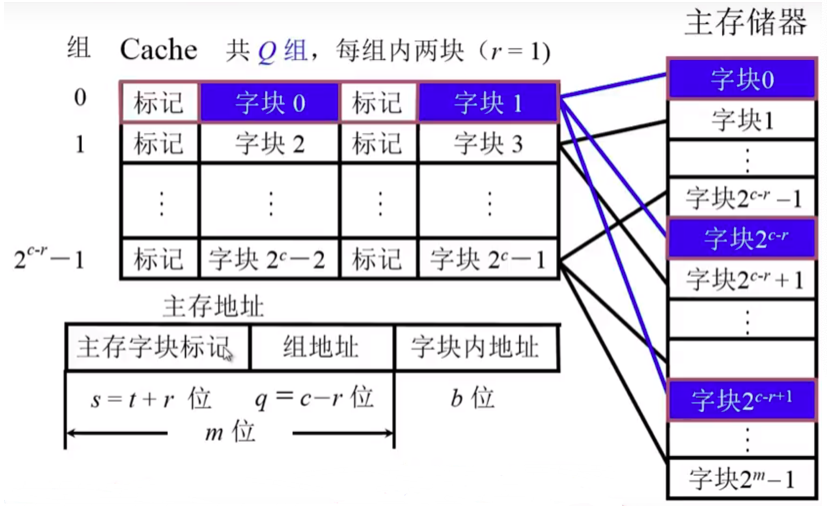 主存储器
组 Cache 共 Q 组，每组内两块（r = 1)
0 标记 字块 0 标记 字块 1
1 标记 字块 2 标记 字块 3
⋮ ⋮ ⋮ ⋮
2^{c-r}－1 标记 字块 2^c－2 标记 字块 2^c－1
字块0
字块1
⋮
字块2^{c-r} –1
字块2^{c-r}
字块2^{c-r} + 1
⋮
字块2^{c-r+1}
⋮
字块2^m–1
主存地址
主存字块标记 组地址 字块内地址
s = t + r 位 q = c–r 位 b 位
m 位